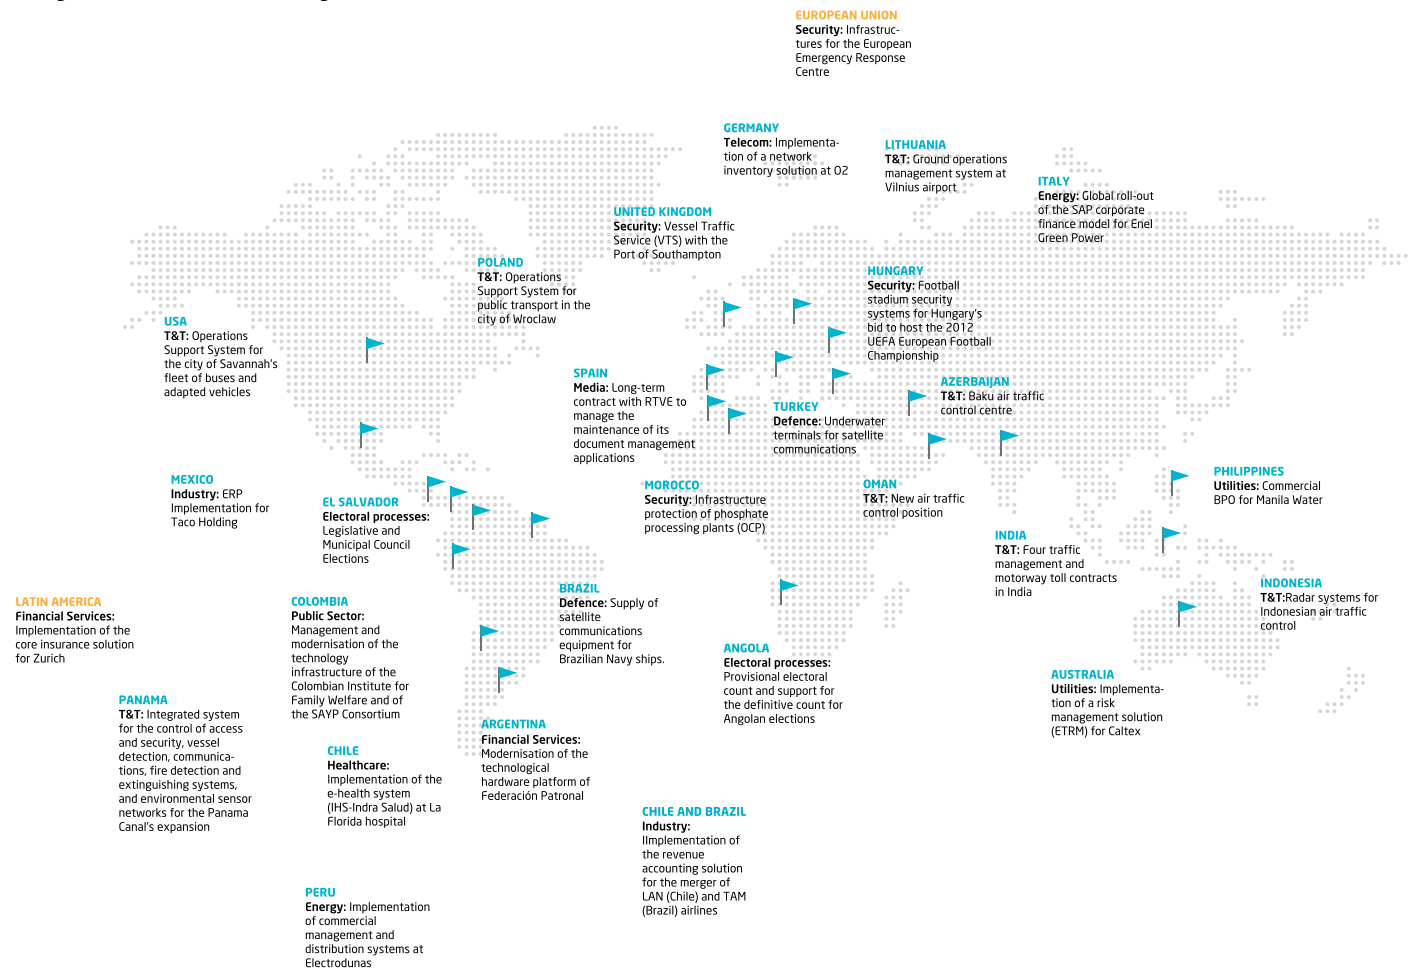 EUROPEAN UNION
Security: Infrastruc-
tures for the European
Emergency Response
Centre
GERMANY
Telecom: Implementa-
tion of a network
inventory solution at O2
LITHUANIA
T&T: Ground operations
management system at
Vilnius airport
ITALY
Energy: Global roll-out
of the SAP corporate
finance model for Enel
Green Power
UNITED KINGDOM
Security: Vessel Traffic
Service (VTS) with the
Port of Southampton
POLAND
T&T: Operations
Support System for
public transport in the
city of Wroclaw
HUNGARY
Security: Football
stadium security
systems for Hungary's
bid to host the 2012
UEFA European Football
Championship
USA
T&T: Operations
Support System for
the city of Savannah's
fleet of buses and
adapted vehicles
SPAIN
Media: Long-term
contract with RTVE to
manage the
maintenance of its
document management
applications
AZERBAIJAN
T&T: Baku air traffic
control centre
TURKEY
Defence: Underwater
terminals for satellite
communications
MEXICO
Industry: ERP
Implementation for
Taco Holding
EL SALVADOR
Electoral processes:
Legislative and
Municipal Council
Elections
MOROCCO
Security: Infrastructure
protection of phosphate
processing plants (OCP)
OMAN
T&T: New air traffic
control position
PHILIPPINES
Utilities: Commercial
BPO for Manila Water
INDIA
T&T: Four traffic
management and
motorway toll contracts
in India
INDONESIA
T&T:Radar systems for
Indonesian air traffic
control
LATIN AMERICA
Financial Services:
Implementation of the
core insurance solution
for Zurich
COLOMBIA
Public Sector:
Management and
modernisation of the
technology
infrastructure of the
Colombian Institute for
Family Welfare and of
the SAYP Consortium
BRAZIL
Defence: Supply of
satellite
communications
equipment for
Brazilian Navy ships.
ANGOLA
Electoral processes:
Provisional electoral
count and support for
the definitive count for
Angolan elections
AUSTRALIA
Utilities: Implementa-
tion of a risk
management solution
(ETRM) for Caltex
PANAMA
T&T: Integrated system
for the control of access
and security, vessel
detection, communica-
tions, fire detection and
extinguishing systems,
and environmental sensor
networks for the Panama
Canal's expansion
CHILE
Healthcare:
Implementation of the
e-health system
(IHS-Indra Salud) at La
Florida hospital
ARGENTINA
Financial Services:
Modernisation of the
technological
hardware platform of
Federación Patronal
CHILE AND BRAZIL
Industry:
IImplementation of
the revenue
accounting solution
for the merger of
LAN (Chile) and TAM
(Brazil) airlines
PERU
Energy: Implementation
of commercial
management and
distribution systems at
Electrodunas